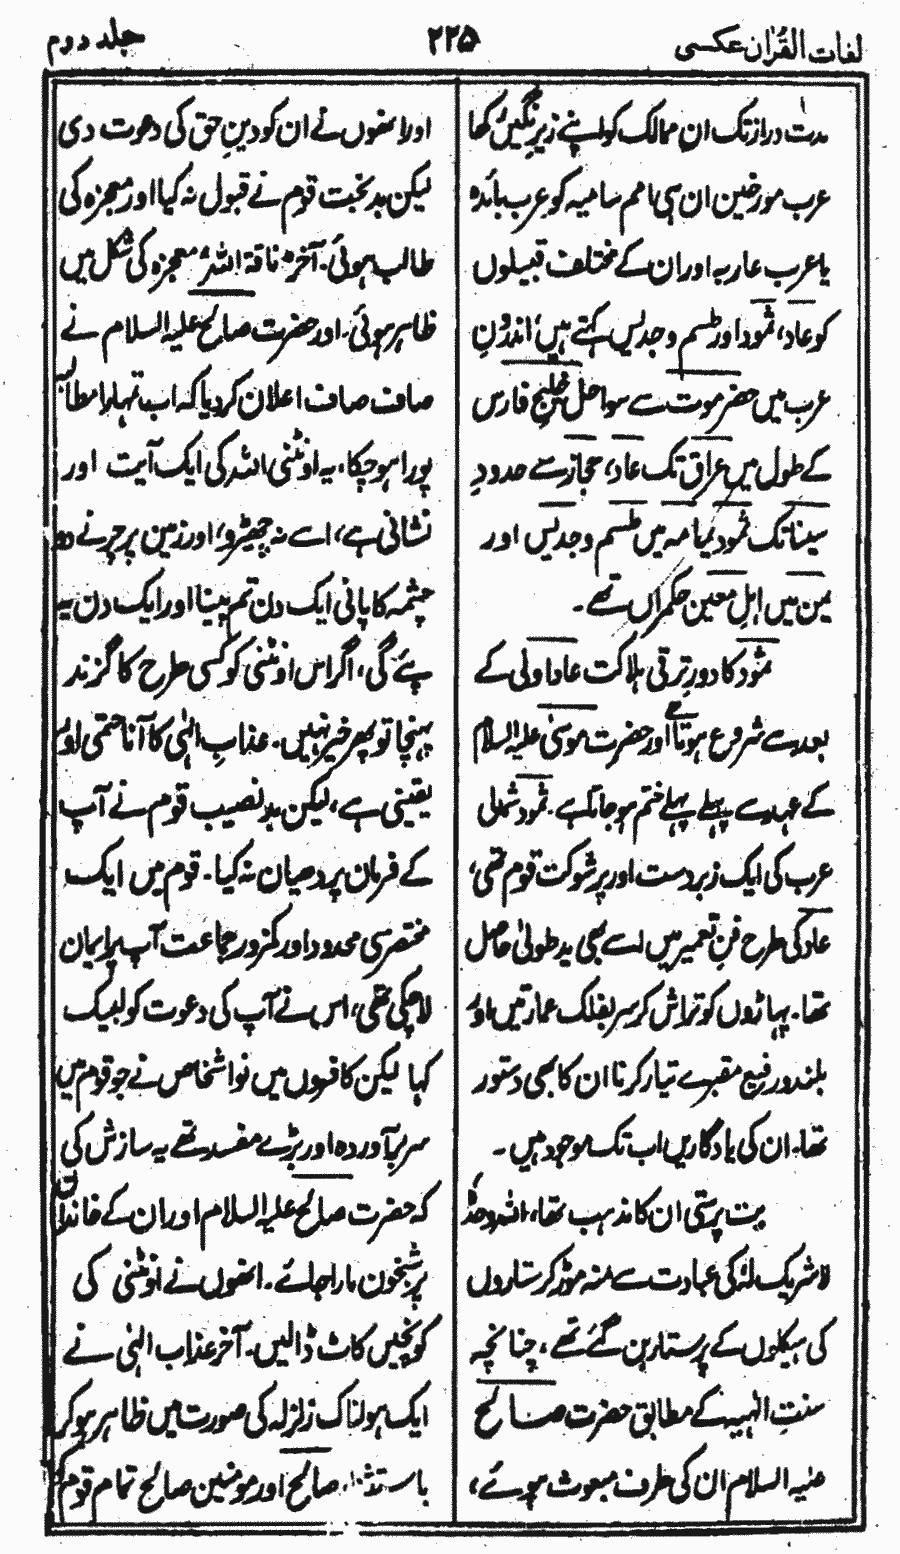 لغات القرآن عکسی
۲۲۵
جلد دوم
مدت دراز تک ان ممالک کو اپنے زیرِ نگیں رکھا
عرب مورخین ان سامی امم سامیہ کو عرب بائدہ
یا عرب عاربہ اور ان کے مختلف قبیلوں
کو عاد، ثمود اور طسم و جدیس کہتے ہیں، اندرونِ
عرب میں حضرموت سے سواحل خلیج فارس
کے طول میں عراق تک عاد، حجاز سے حدودِ
سینا تک ثمود یمامہ میں طسم و جدیس اور
یمن میں اہلِ معین حکمراں تھے۔
ثمود کا دورِ ترقی ہلاکت عاد اولیٰ کے
بعد سے شروع ہوتا ہے اور حضرت موسیٰ علیہ السلام
کے عہد سے پہلے پہلے ختم ہو جاتا ہے۔ ثمود شمالی
عرب کی ایک زبردست اور پرشوکت قوم تھی،
عاد کی طرح فنِ تعمیر میں اسے بھی یدِ طولیٰ حاصل
تھا۔ پہاڑوں کو تراش کر سر بفلک عمارتیں اور
بلند و رفیع مقبرے تیار کرنا ان کا بھی دستور
تھا۔ ان کی یادگاریں اب تک موجود ہیں۔
بت پرستی ان کا مذہب تھا، اللہ وحدہٗ
لا شریک لہٗ کی عبادت سے منہ موڑ کر ستاروں
کی ہیکلوں کے پرستار بن گئے تھے، چنانچہ
سنتِ الٰہیہ کے مطابق حضرت صالح
علیہ السلام ان کی طرف مبعوث ہوئے،
اور انہوں نے ان کو دینِ حق کی دعوت دی
لیکن بدبخت قوم نے قبول نہ کیا اور معجزہ کی
طالب ہوئی۔ آخر ناقۃ اللہ معجزہ کی شکل میں
ظاہر ہوئی۔ اور حضرت صالح علیہ السلام نے
صاف صاف اعلان کر دیا کہ اب تمہارا مطالبہ
پورا ہو چکا، یہ اونٹنی اللہ کی ایک آیت اور
نشانی ہے، اسے نہ چھیڑو، اور زمین پر چرنے دو
چشمہ کا پانی ایک دن تم پینا اور ایک دن یہ
پئے گی، اگر اس اونٹنی کو کسی طرح کا گزند
پہنچا تو پھر خیر نہیں۔ عذابِ الٰہی کا آنا حتمی اور
یقینی ہے، لیکن بدنصیب قوم نے آپ
کے فرمان پر دھیان نہ کیا۔ قوم میں ایک
مختصر سی محدود اور کمزور جماعت آپ پر ایمان
لا چکی تھی، اس نے آپ کی دعوت کو لبیک
کہا لیکن کافروں میں نو اشخاص نے جو قوم میں
سربرآوردہ اور بڑے مفسد تھے یہ سازش کی
کہ حضرت صالح علیہ السلام اور ان کے خاندان
پر شبخون مارا جائے۔ انہوں نے اونٹنی کی
کونچیں کاٹ ڈالیں۔ آخر عذاب الٰہی نے
ایک ہولناک زلزلہ کی صورت میں ظاہر ہو کر
باستثناء صالح اور مومنین صالح تمام قوم کو